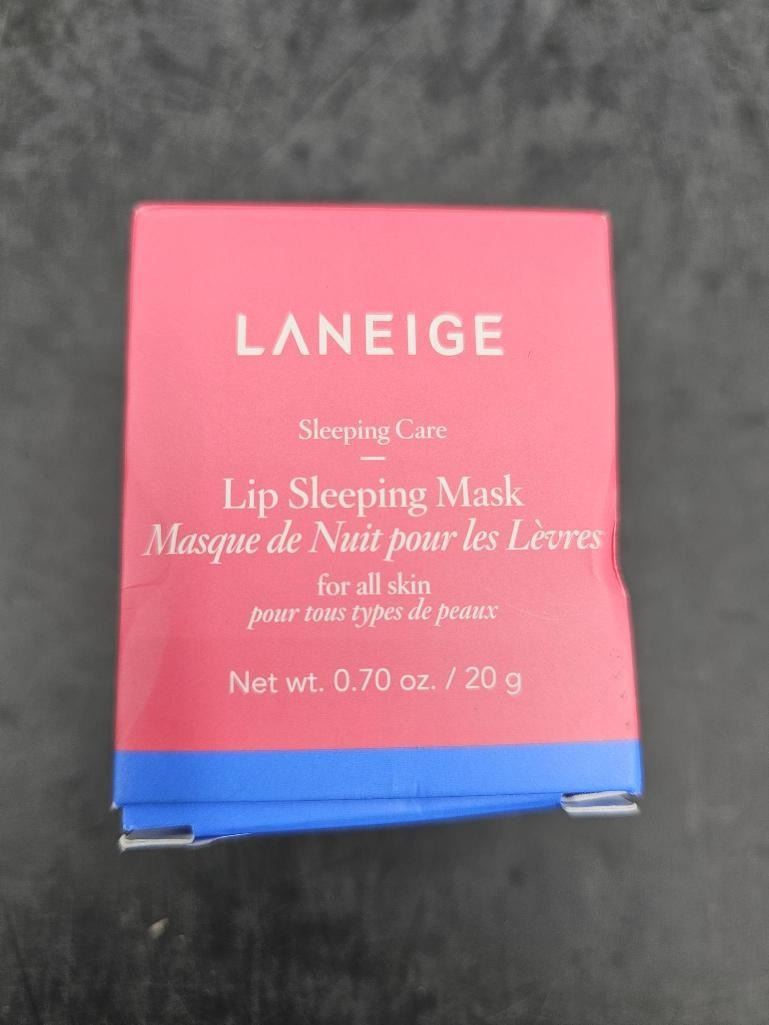 LANEIGE
Sleeping Care
Lip Sleeping Mask
Masque de Nuit pour les Lèvres
for all skin
pour tous types de peaux
Net wt. 0.70 oz. / 20 g